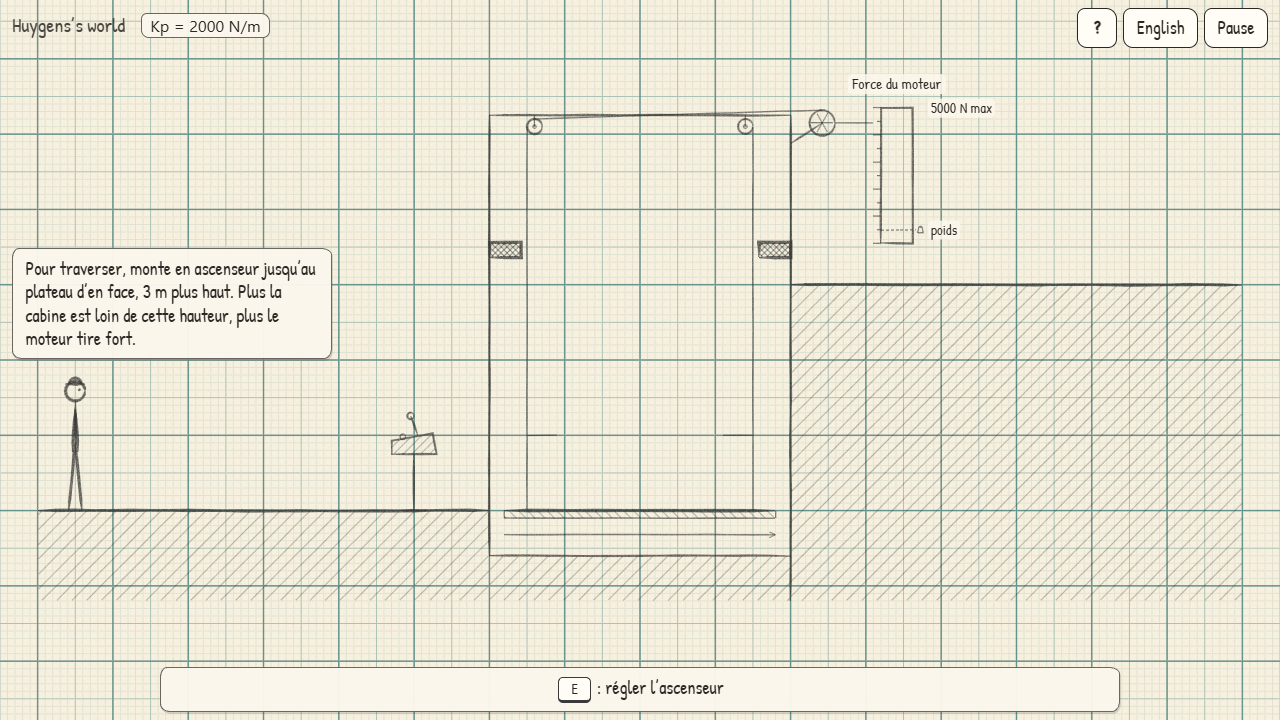 Huygens's world
Kp = 2000 N/m
?
English
Pause
Force du moteur
5000 N max
poids
Pour traverser, monte en ascenseur jusqu'au
plateau d'en face, 3 m plus haut. Plus la
cabine est loin de cette hauteur, plus le
moteur tire fort.
E : régler l'ascenseur